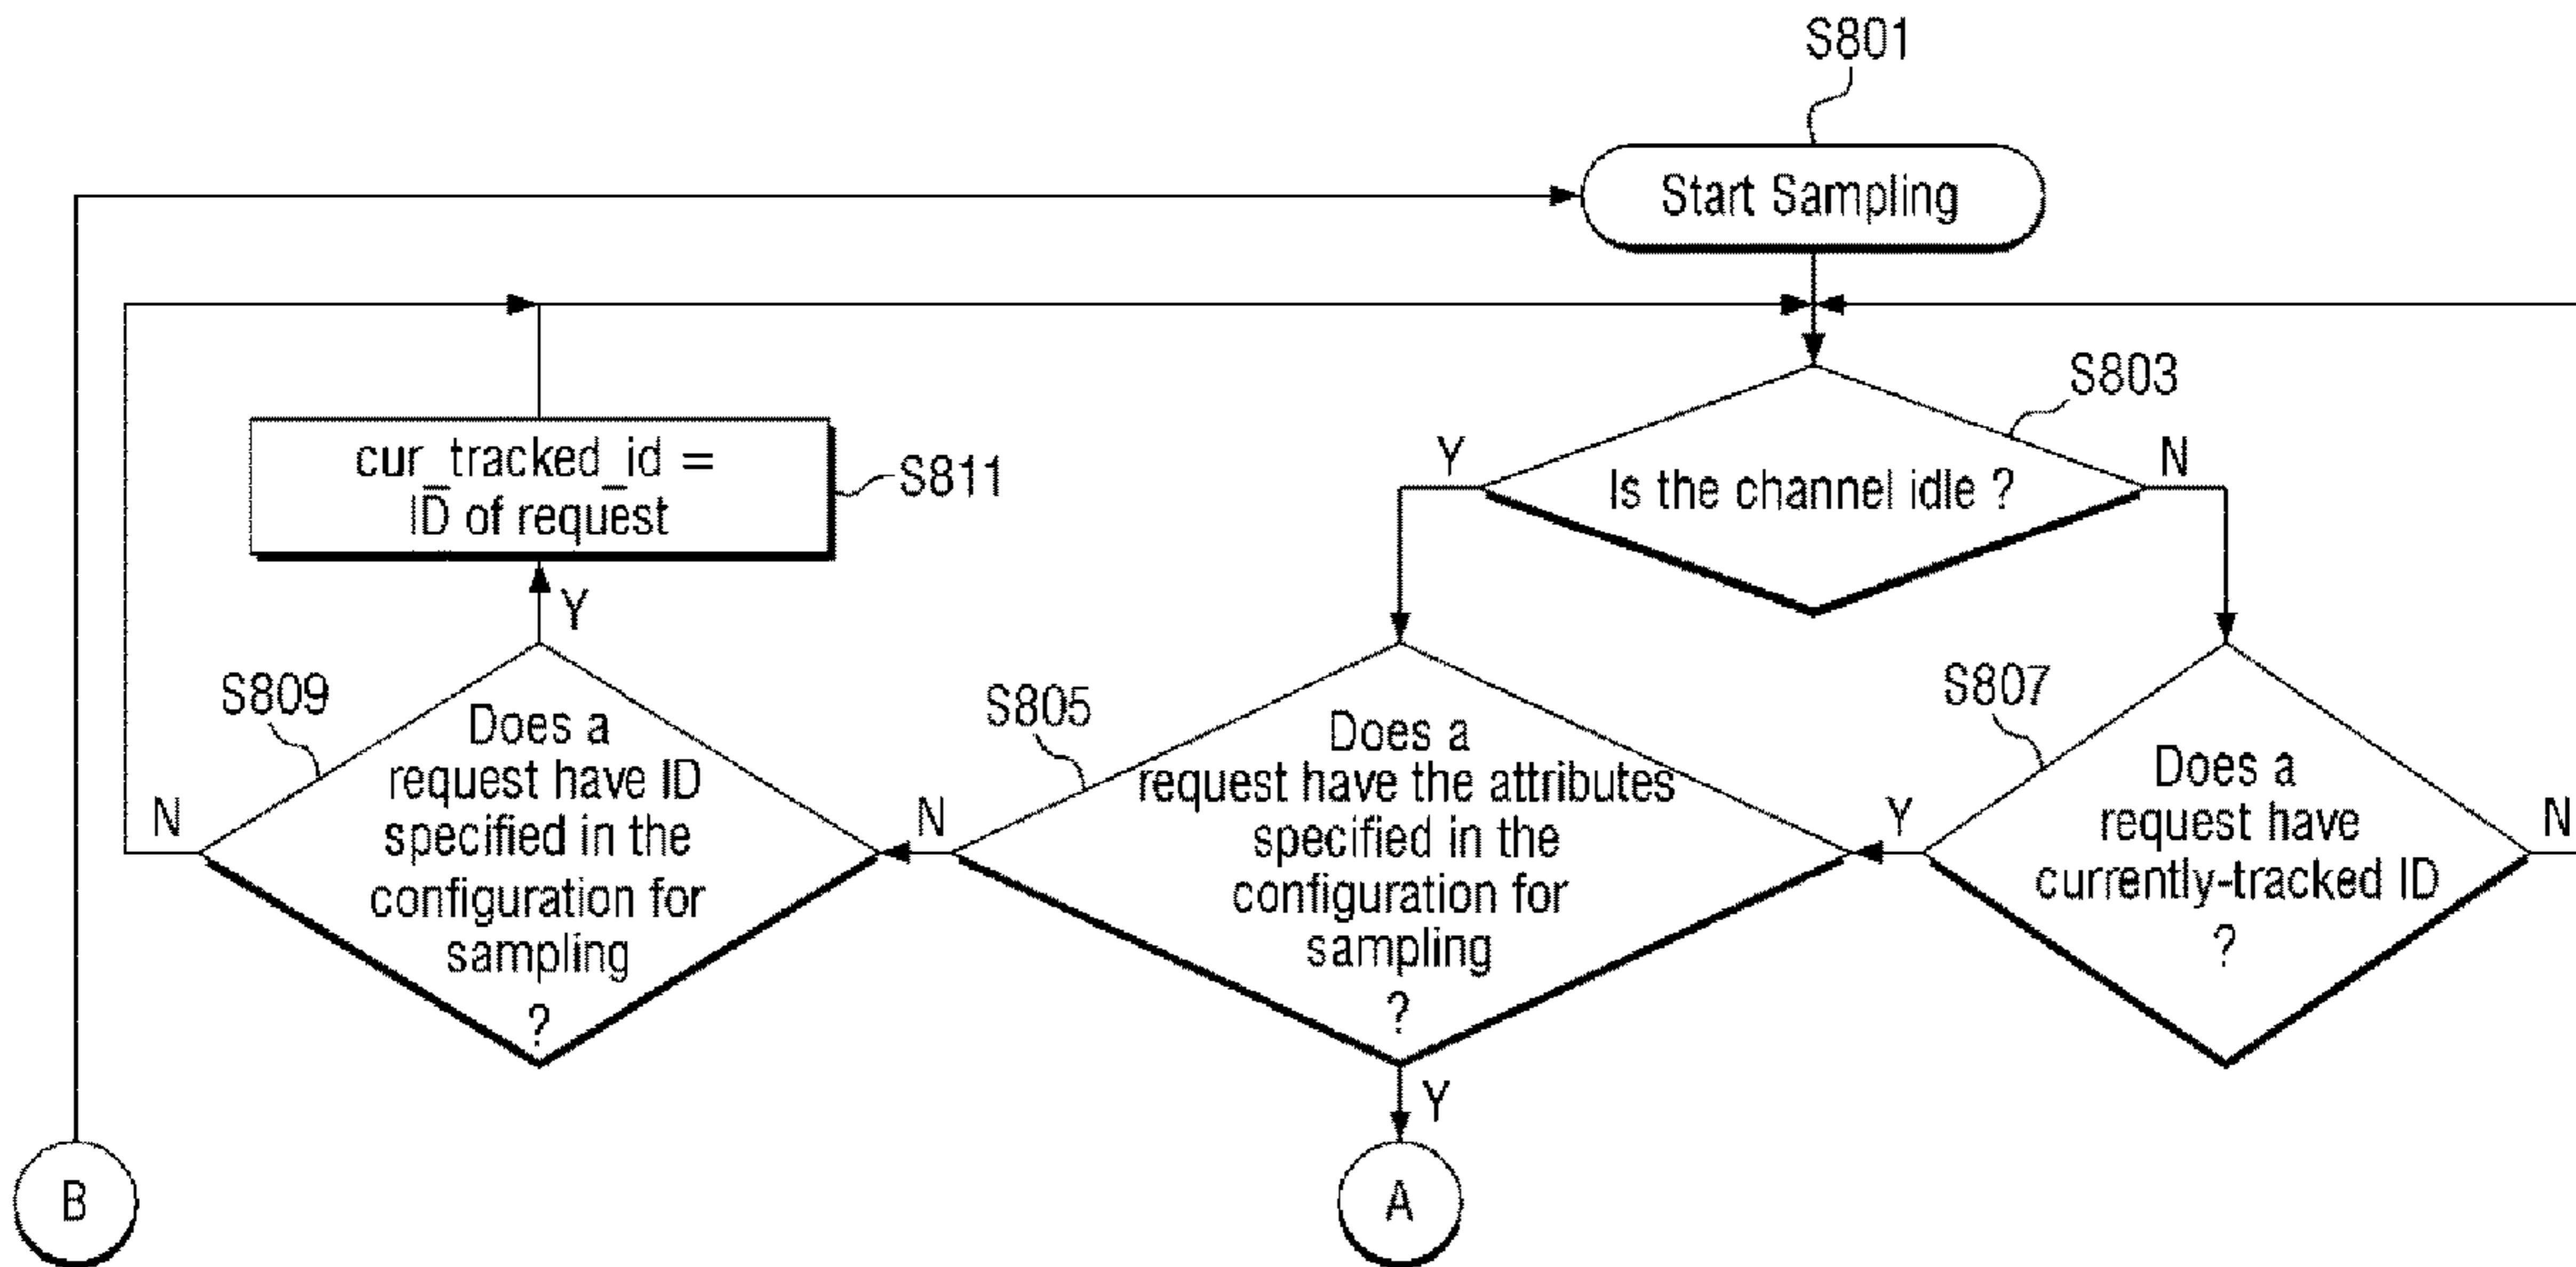 S801
Start Sampling
S803
Y
Is the channel idle ?
N
cur_tracked_id =
ID of request
S811
Y
S809
Does a
request have ID
specified in the
configuration for
sampling
?
N
S805
Does a
request have the attributes
specified in the
configuration for
sampling
?
N
Y
S807
Does a
request have
currently-tracked ID
?
Y
N
B
A